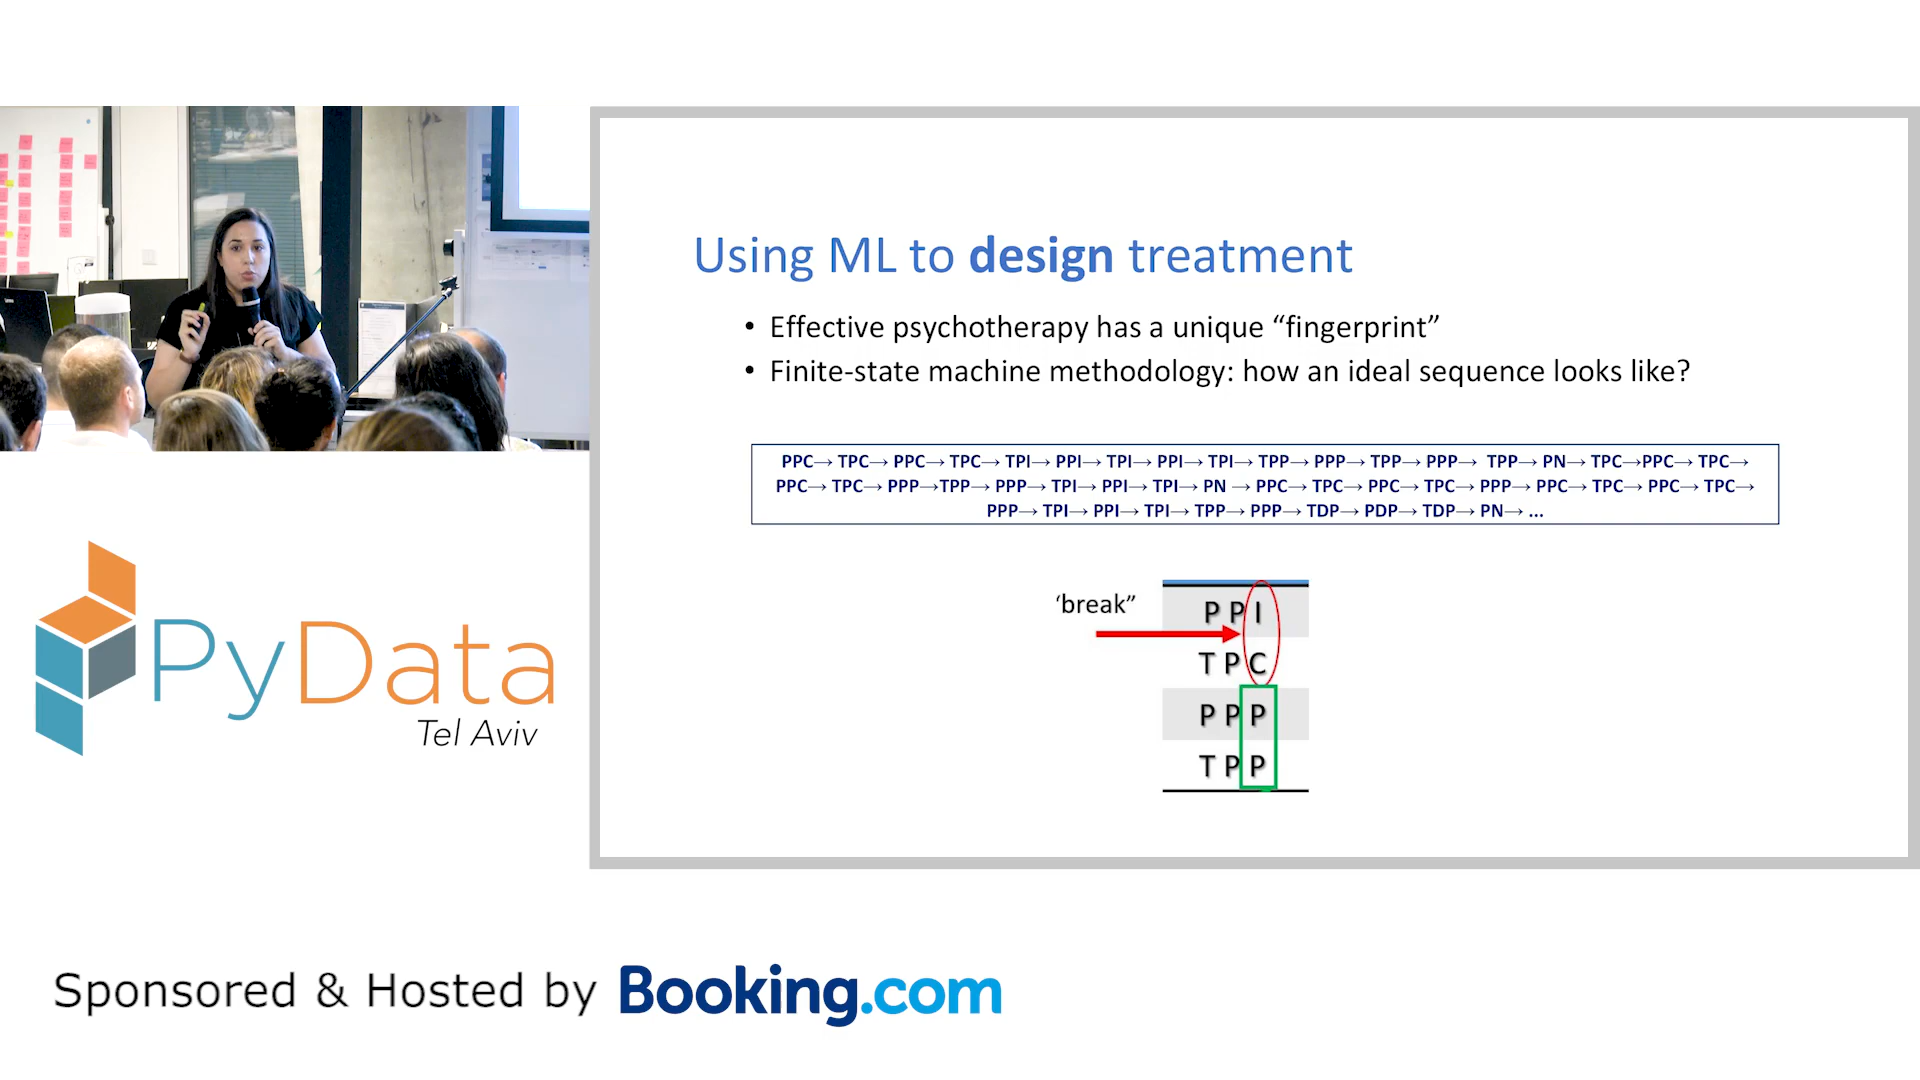 Using ML to design treatment
• Effective psychotherapy has a unique “fingerprint”
• Finite-state machine methodology: how an ideal sequence looks like?
PPC→ TPC→ PPC→ TPC→ TPI→ PPI→ TPI→ PPI→ TPI→ TPP→ PPP→ TPP→ PPP→ TPP→ PN→ TPC→PPC→ TPC→
PPC→ TPC→ PPP→TPP→ PPP→ TPI→ PPI→ TPI→ PN → PPC→ TPC→ PPC→ TPC→ PPP→ PPC→ TPC→ PPC→ TPC→
PPP→ TPI→ PPI→ TPI→ TPP→ PPP→ TDP→ PDP→ TDP→ PN→ ...
‘break”
P P I
T P C
P P P
T P P
PyData
Tel Aviv
Sponsored & Hosted by Booking.com